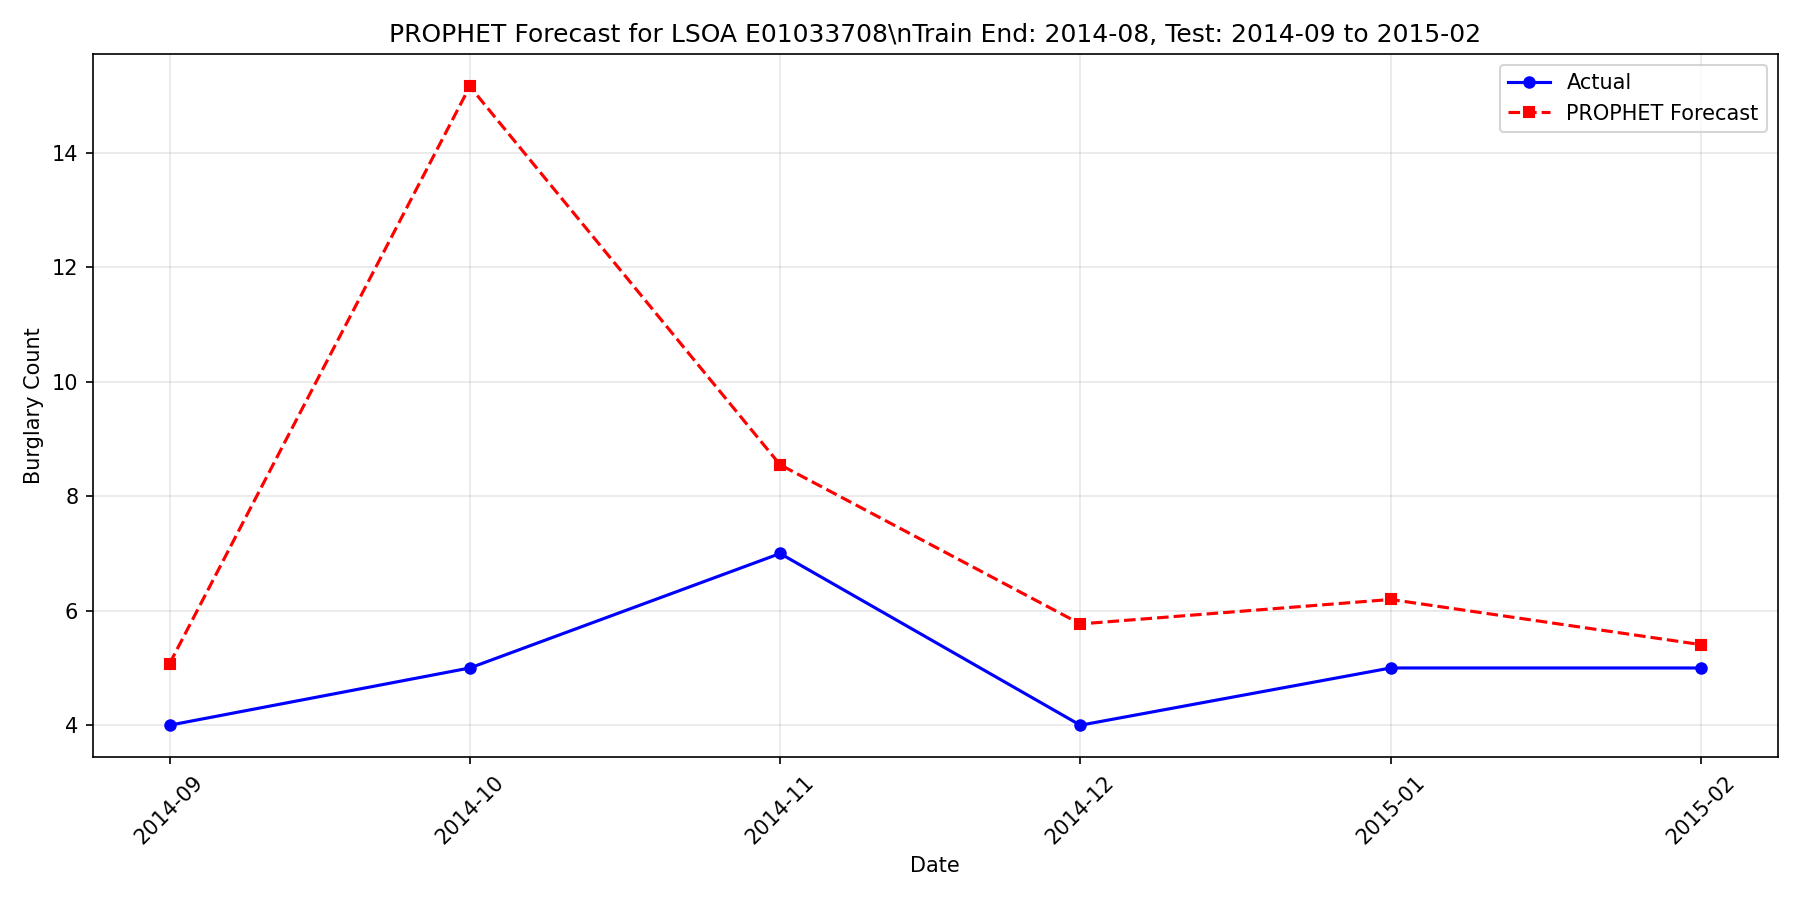 PROPHET Forecast for LSOA E01033708\nTrain End: 2014-08, Test: 2014-09 to 2015-02
Actual
PROPHET Forecast
Burglary Count
14
12
10
8
6
4
2014-09
2014-10
2014-11
2014-12
2015-01
2015-02
Date